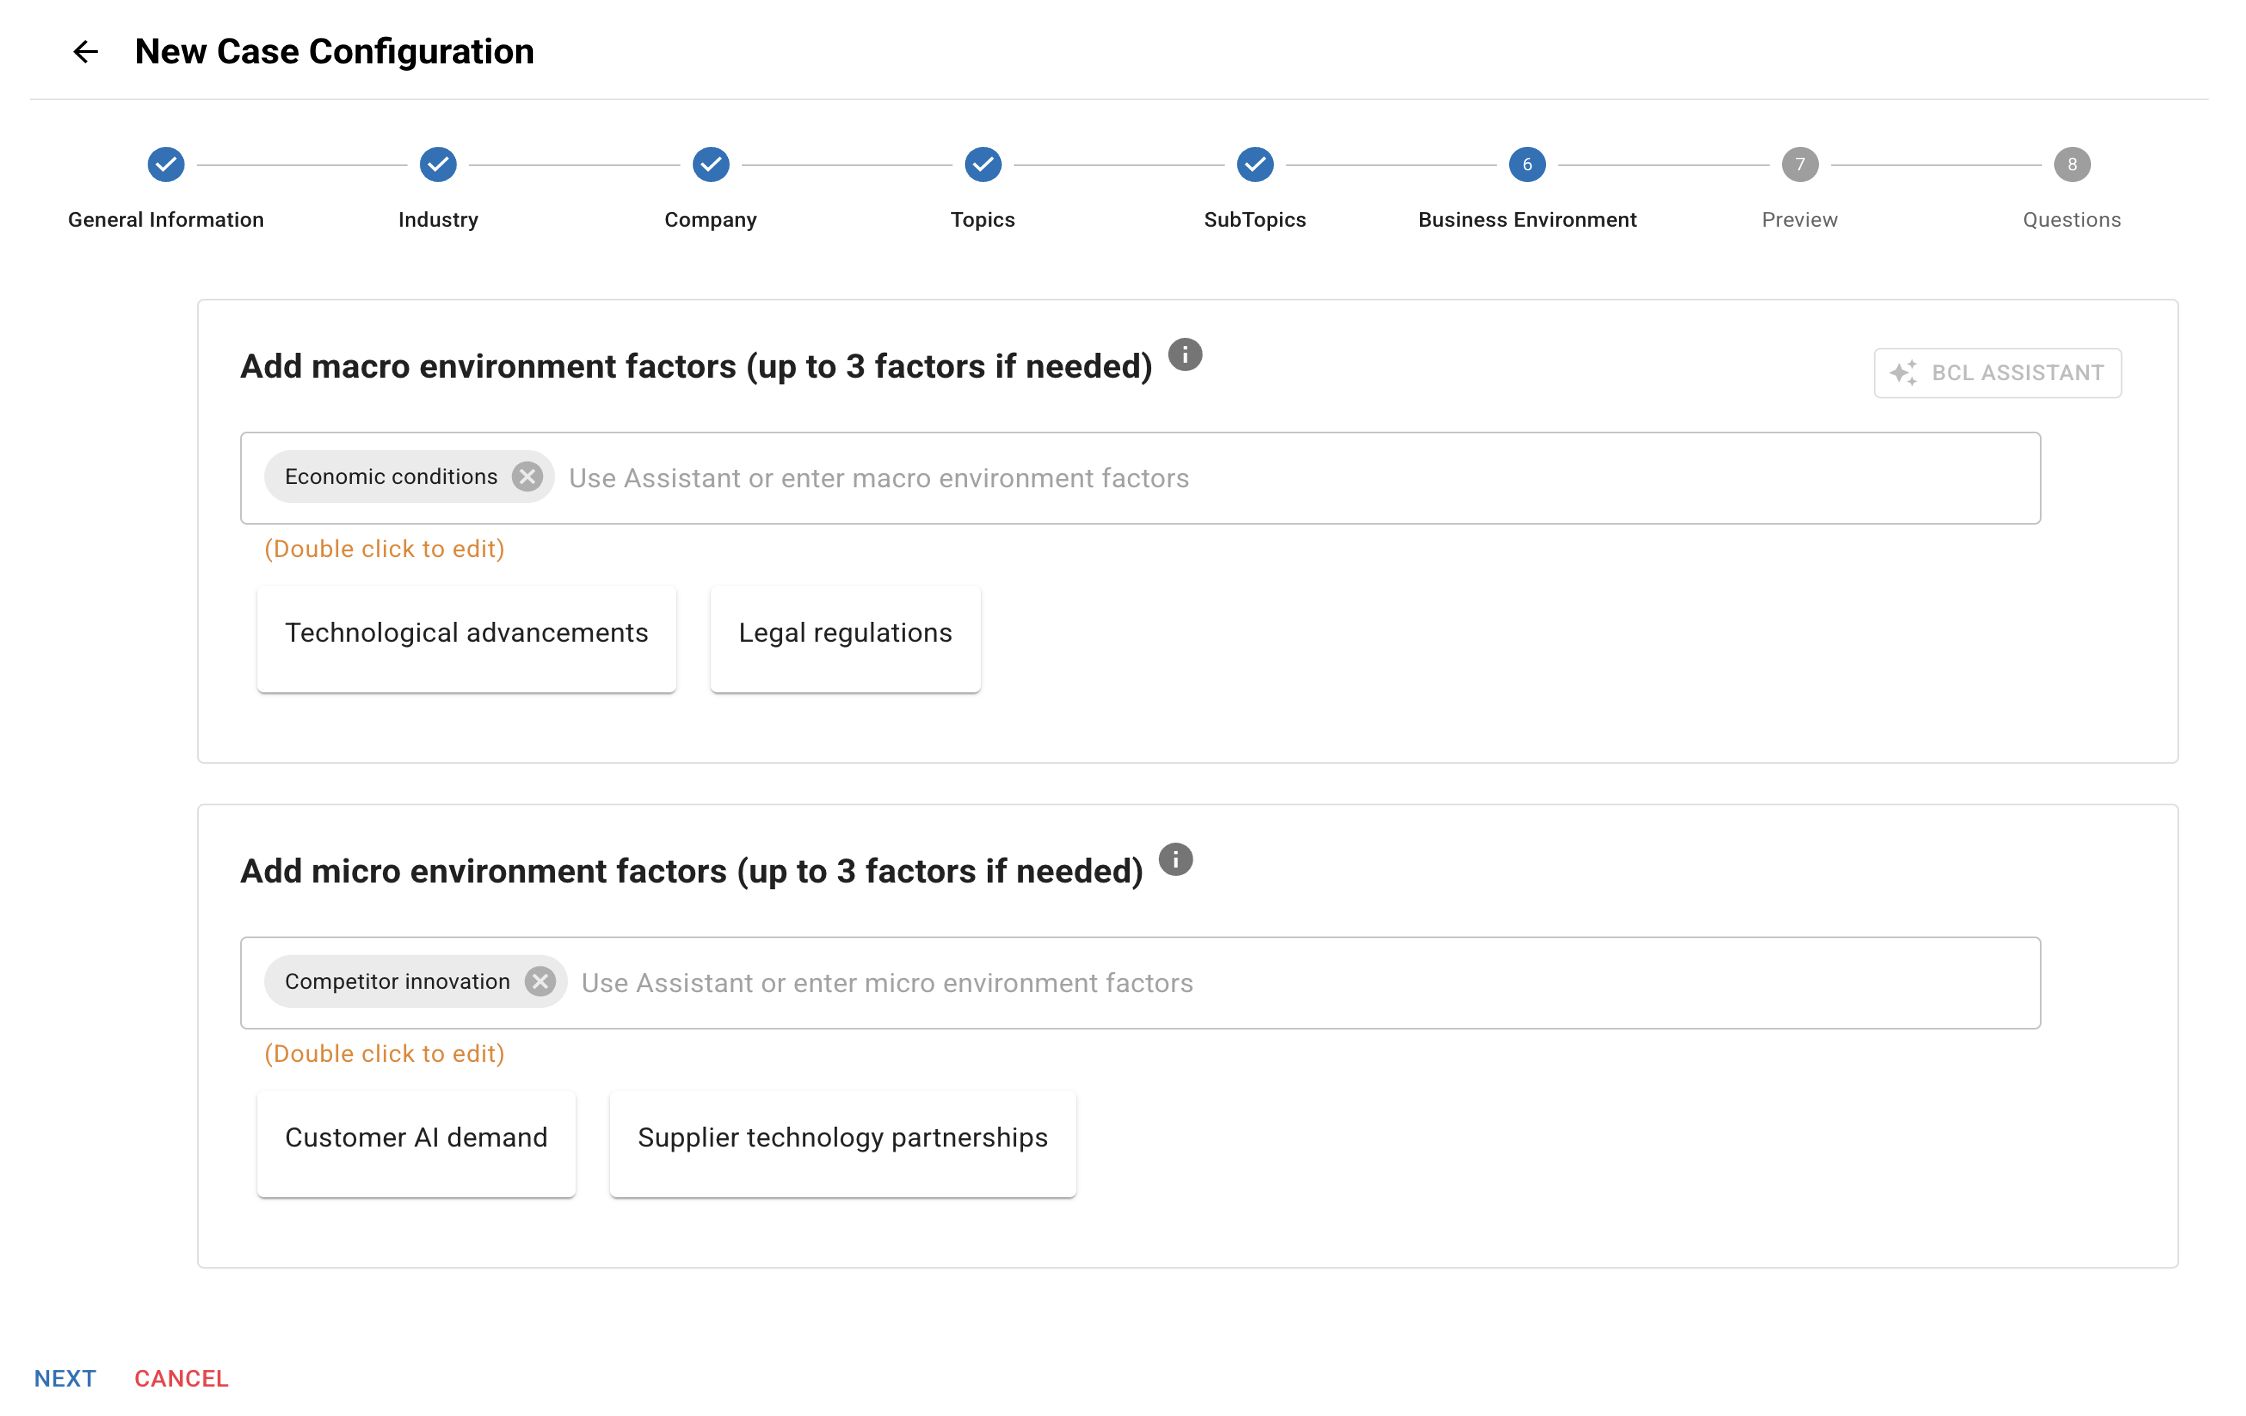 New Case Configuration
6 7 8
General Information Industry Company Topics SubTopics Business Environment Preview Questions
Add macro environment factors (up to 3 factors if needed)
BCL ASSISTANT
Economic conditions Use Assistant or enter macro environment factors
(Double click to edit)
Technological advancements Legal regulations
Add micro environment factors (up to 3 factors if needed)
Competitor innovation Use Assistant or enter micro environment factors
(Double click to edit)
Customer AI demand Supplier technology partnerships
NEXT CANCEL